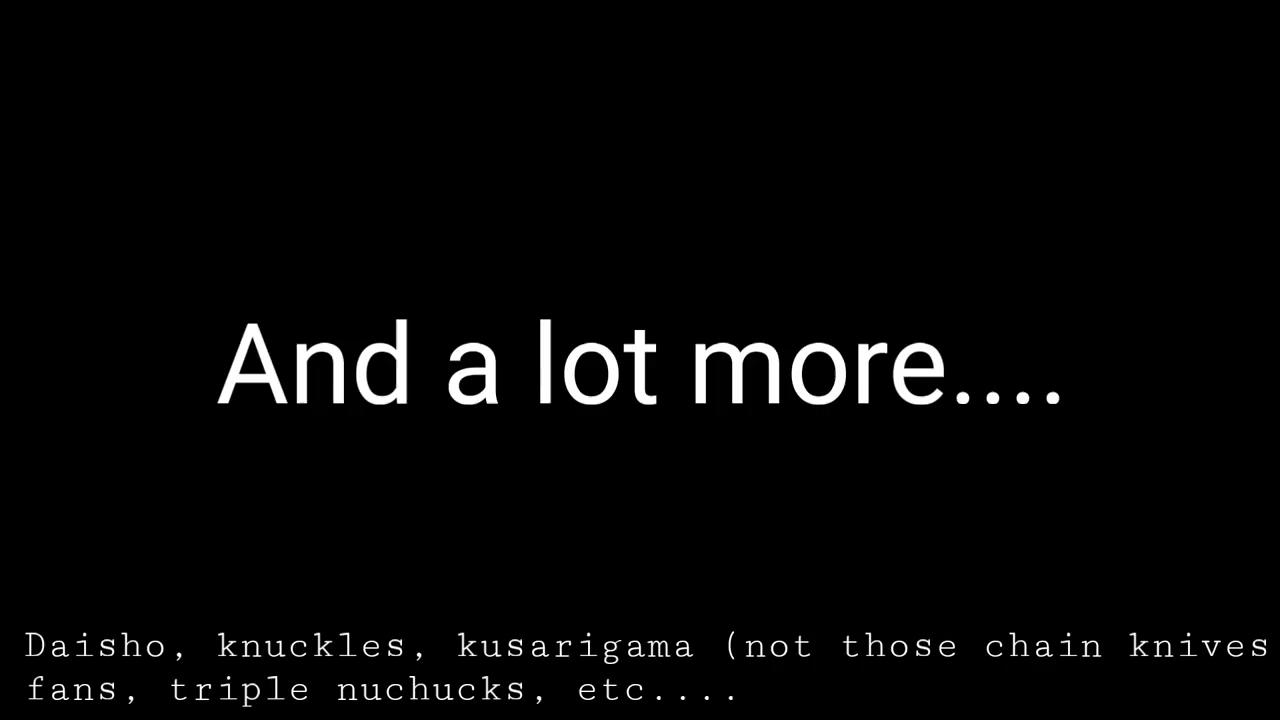 And a lot more....
Daisho, knuckles, kusarigama (not those chain knives
fans, triple nuchucks, etc....